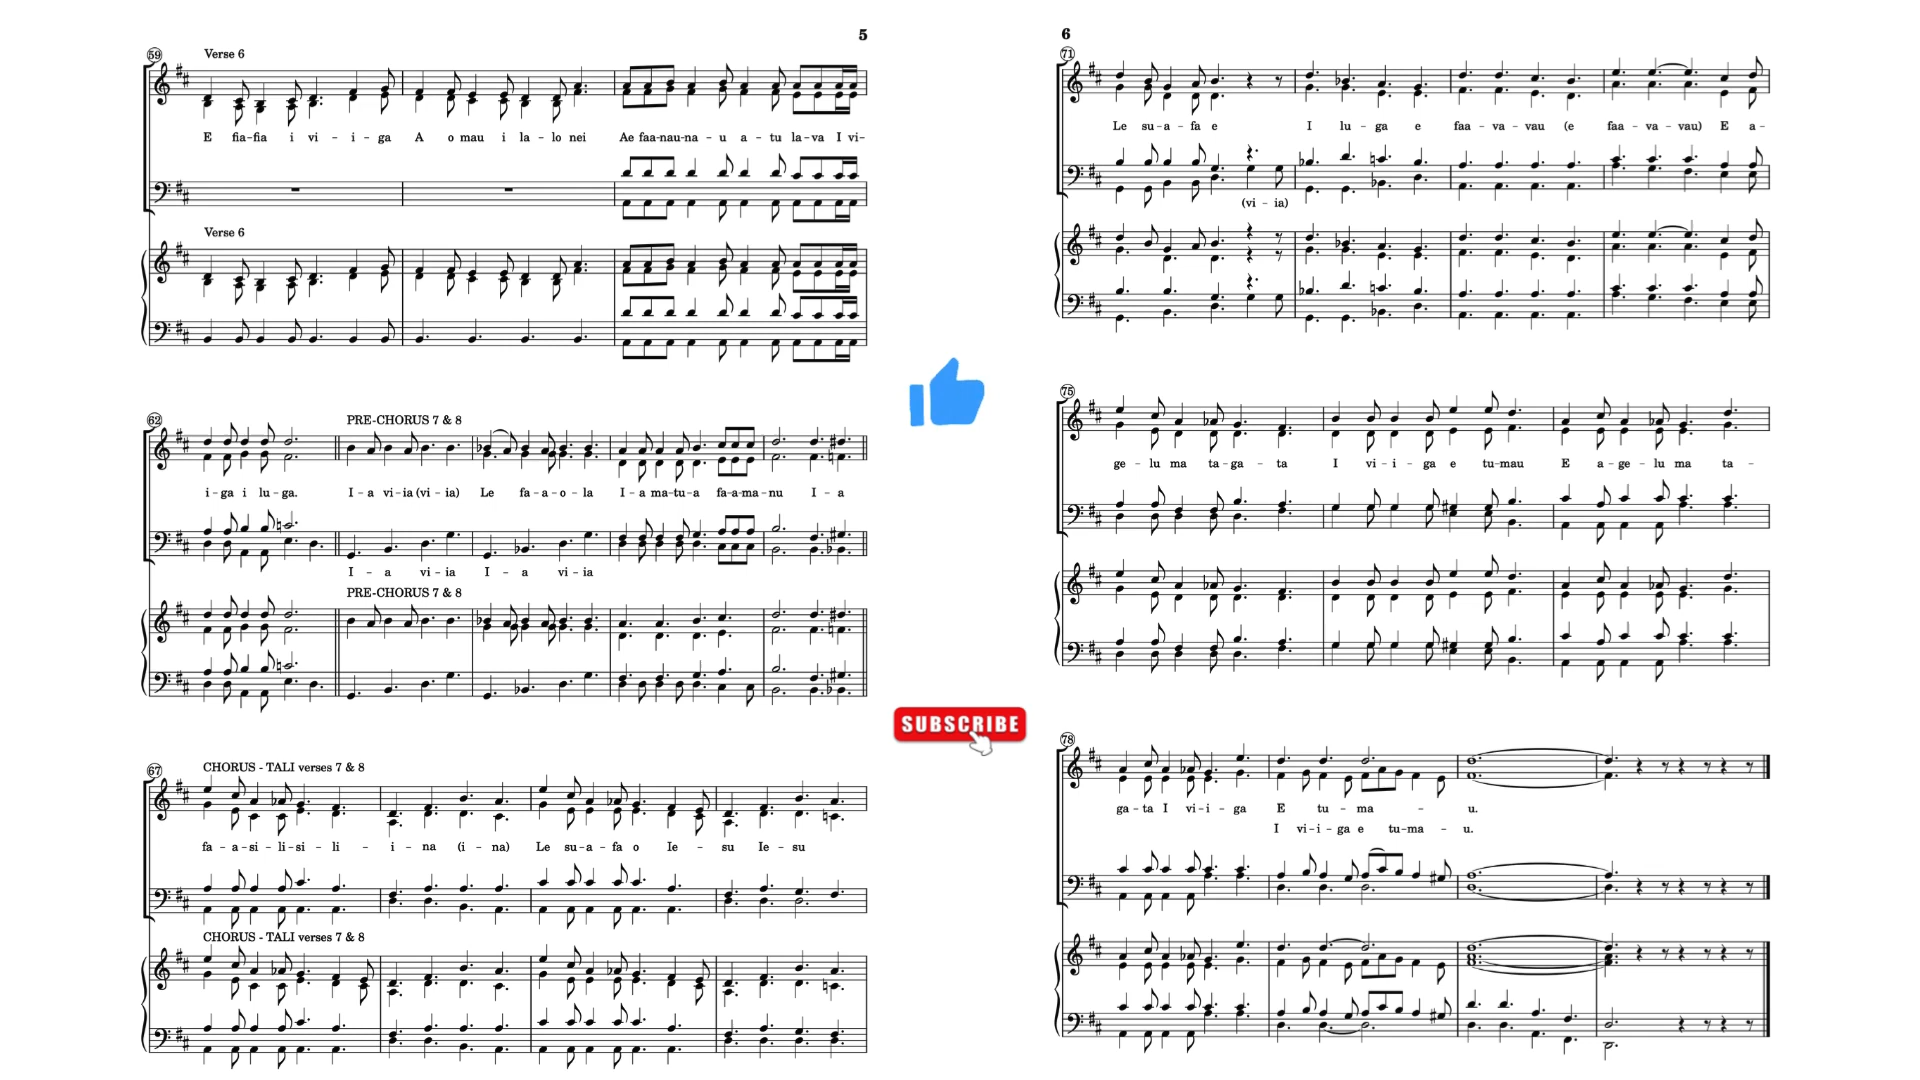 5
59
Verse 6
E fia–fia i vi – i – ga A o mau i la – lo nei Ae faa–nau–na – u a – tu la–va I vi–
Verse 6
62
PRE-CHORUS 7 & 8
i – ga i lu – ga. I – a vi–ia (vi – ia) Le fa – a – o – la I – a ma–tu – a faa–ma–nu I – a
I – a vi – ia I – a vi – ia
PRE-CHORUS 7 & 8
67
CHORUS - TALI verses 7 & 8
fa – a–si – li–si – li – i – na (i – na) Le su – a – fa o Ie – su Ie – su
CHORUS - TALI verses 7 & 8
6
71
Le su – a – fa e I lu – ga e faa – va – vau (e faa – va – vau) E a –
(vi – ia)
75
ge – lu ma ta – ga – ta I vi – i – ga e tu–mau E a – ge – lu ma ta –
78
ga – ta I vi – i – ga E tu – ma – u.
I vi – i – ga e tu–ma – u.
SUBSCRIBE